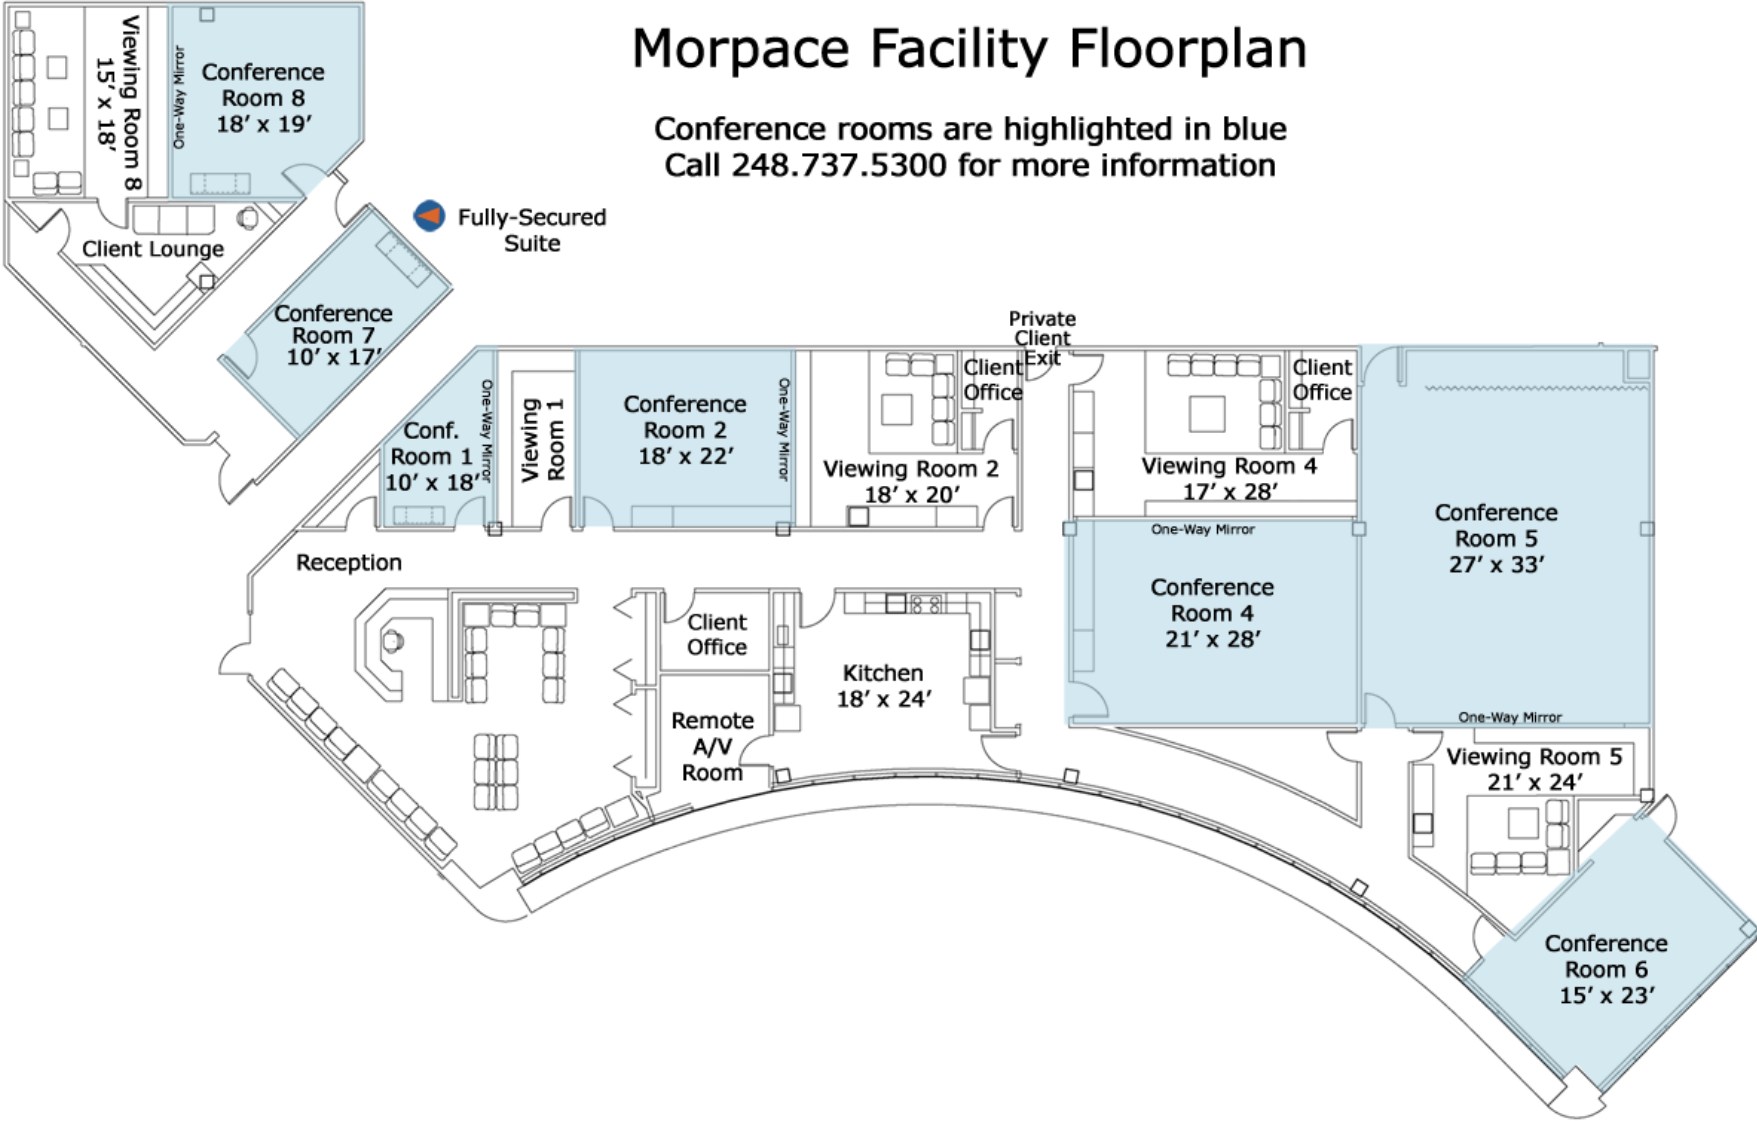 Morpace Facility Floorplan
Conference rooms are highlighted in blue
Call 248.737.5300 for more information
Viewing Room 8
15’ x 18’
One-Way Mirror
Conference
Room 8
18’ x 19’
Client Lounge
Fully-Secured
Suite
Conference
Room 7
10’ x 17’
Conf.
Room 1
10’ x 18’
One-Way Mirror
Viewing
Room 1
Conference
Room 2
18’ x 22’
One-Way Mirror
Viewing Room 2
18’ x 20’
Client
Office
Private
Client
Exit
Viewing Room 4
17’ x 28’
Client
Office
One-Way Mirror
Conference
Room 4
21’ x 28’
Conference
Room 5
27’ x 33’
One-Way Mirror
Reception
Client
Office
Remote
A/V
Room
Kitchen
18’ x 24’
Viewing Room 5
21’ x 24’
Conference
Room 6
15’ x 23’